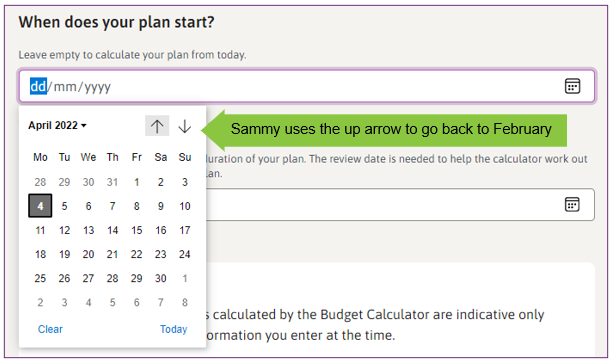 When does your plan start?
Leave empty to calculate your plan from today.
dd/mm/yyyy
April 2022
Sammy uses the up arrow to go back to February
Mo Tu We Th Fr Sa Su
28 29 30 31 1 2 3
4 5 6 7 8 9 10
11 12 13 14 15 16 17
18 19 20 21 22 23 24
25 26 27 28 29 30 1
2 3 4 5 6 7 8
Clear Today
duration of your plan. The review date is needed to help the calculator work out
lan.
s calculated by the Budget Calculator are indicative only
ormation you enter at the time.